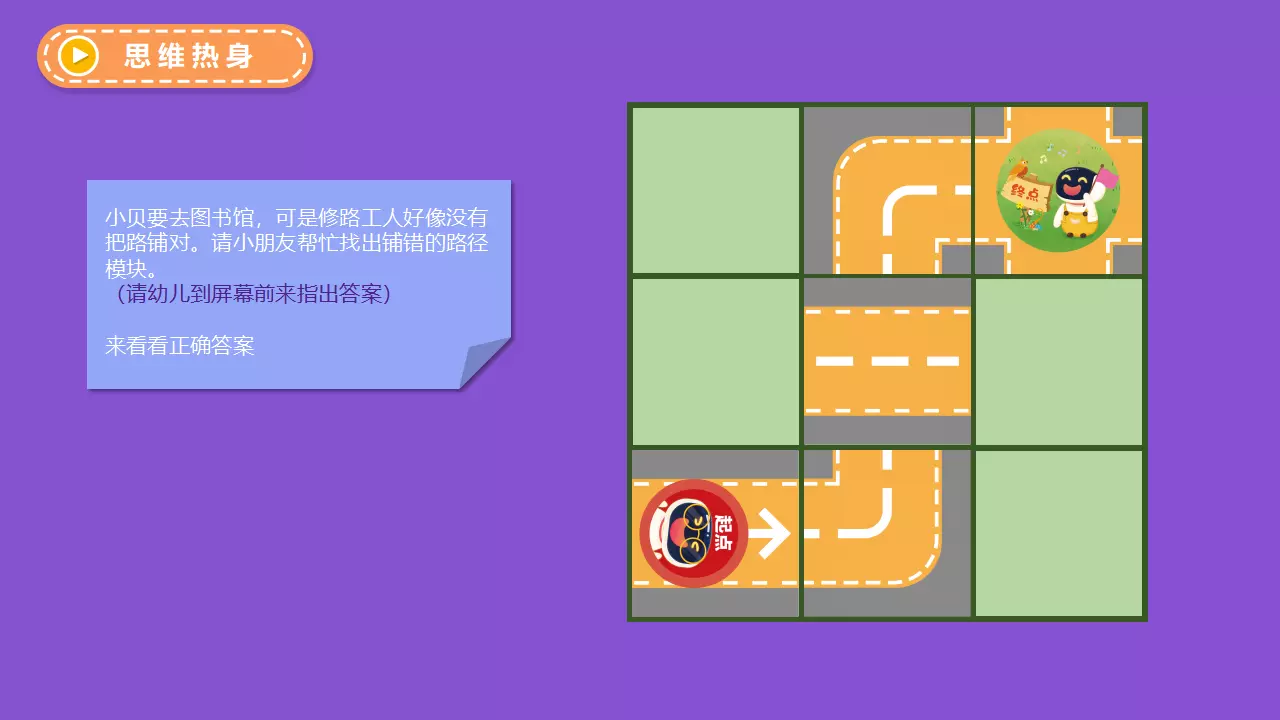 思维热身
小贝要去图书馆，可是修路工人好像没有
把路铺对。请小朋友帮忙找出铺错的路径
模块。
（请幼儿到屏幕前来指出答案）
来看看正确答案
终点
起点